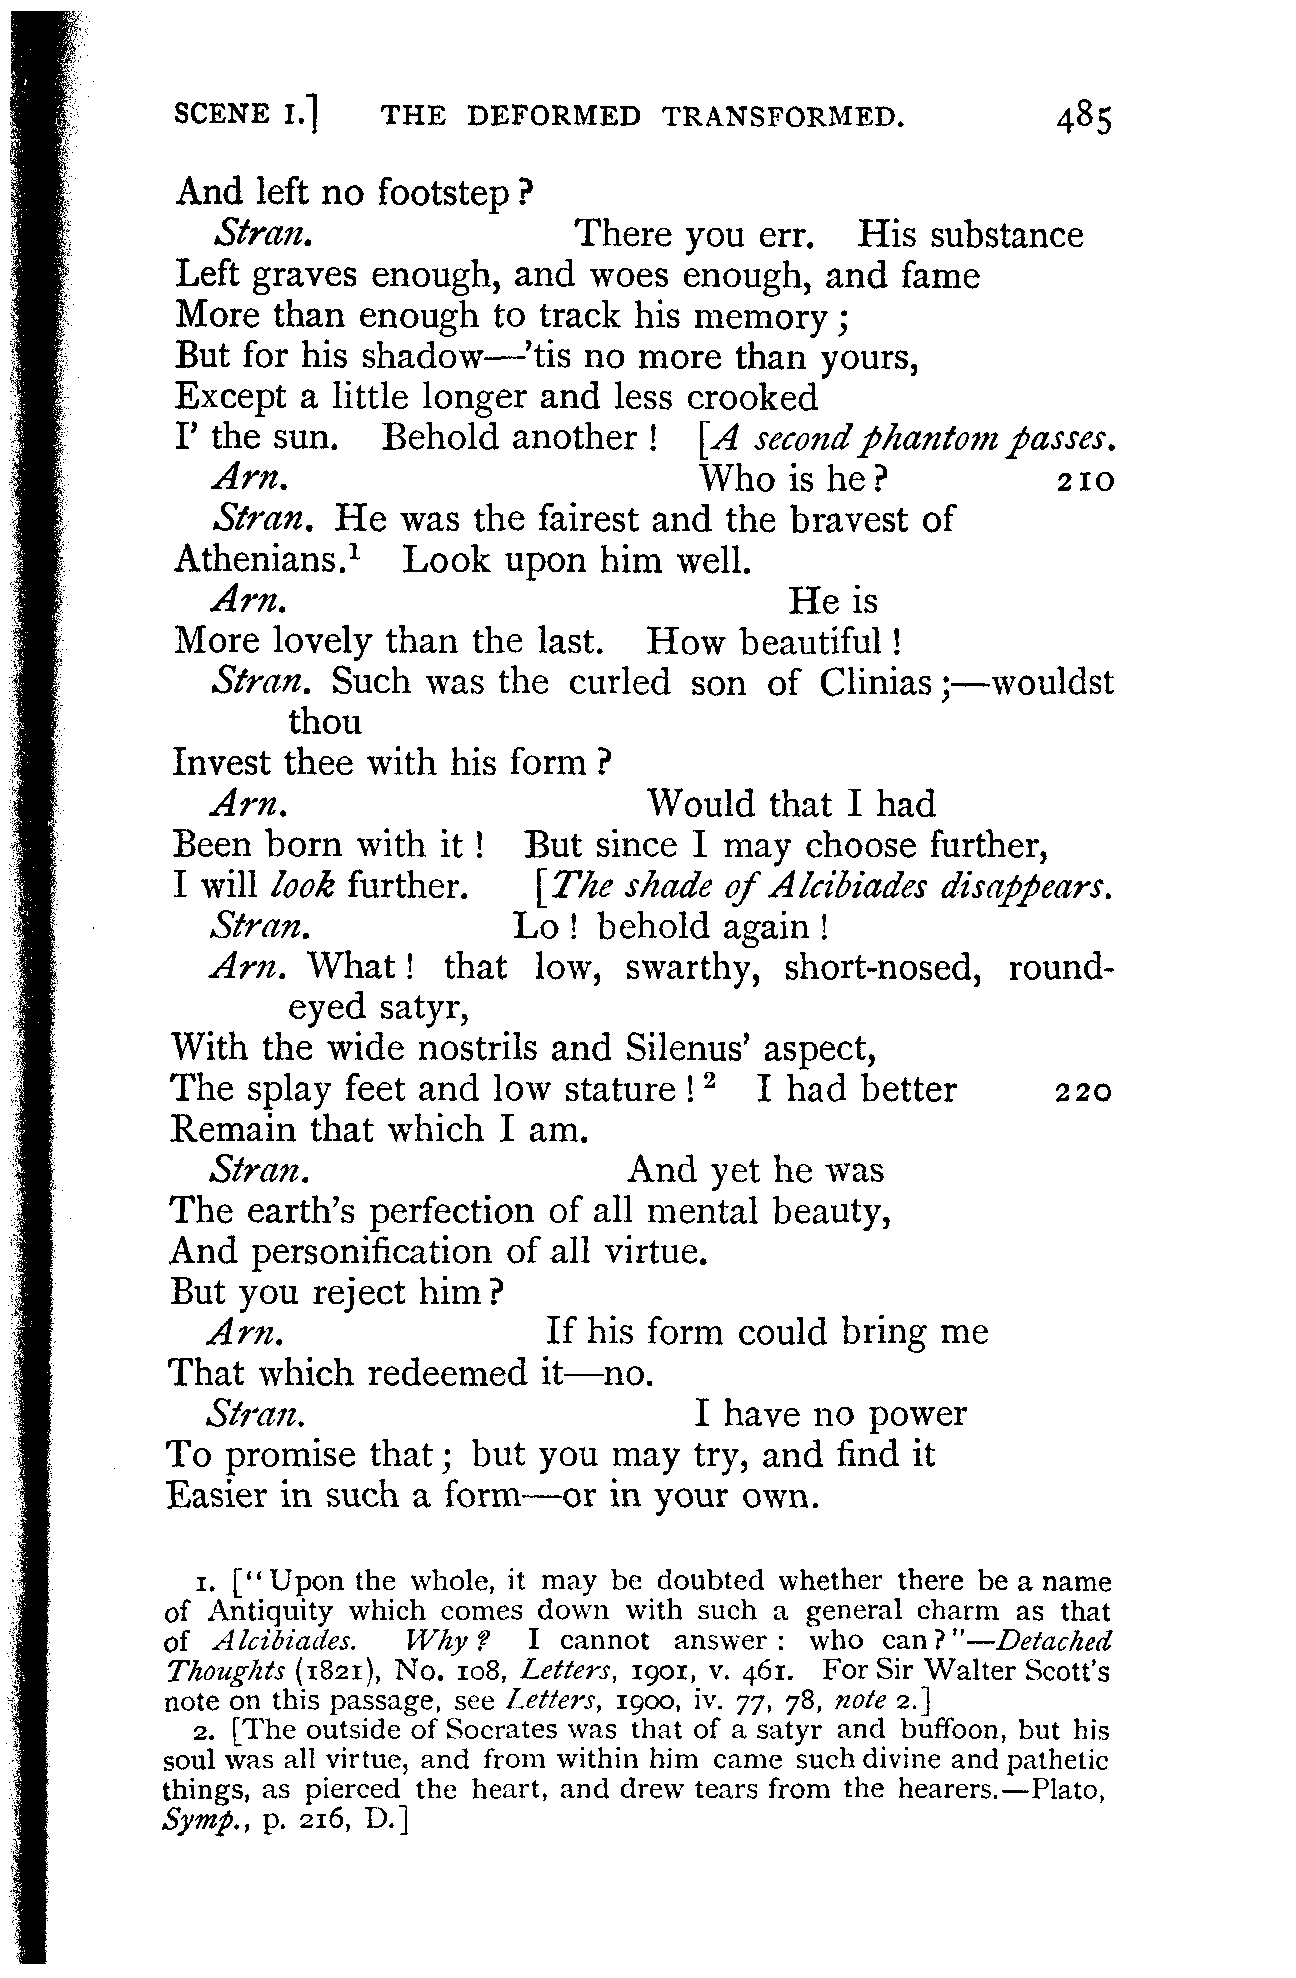 SCENE I.] THE DEFORMED TRANSFORMED. 485
And left no footstep?
Stran. There you err. His substance
Left graves enough, and woes enough, and fame
More than enough to track his memory;
But for his shadow—'tis no more than yours,
Except a little longer and less crooked
I' the sun. Behold another! [A second phantom passes.
Arn. Who is he? 210
Stran. He was the fairest and the bravest of
Athenians.¹ Look upon him well.
Arn. He is
More lovely than the last. How beautiful!
Stran. Such was the curled son of Clinias;—wouldst
thou
Invest thee with his form?
Arn. Would that I had
Been born with it! But since I may choose further,
I will look further. [The shade of Alcibiades disappears.
Stran. Lo! behold again!
Arn. What! that low, swarthy, short-nosed, round-
eyed satyr,
With the wide nostrils and Silenus' aspect,
The splay feet and low stature!² I had better 220
Remain that which I am.
Stran. And yet he was
The earth's perfection of all mental beauty,
And personification of all virtue.
But you reject him?
Arn. If his form could bring me
That which redeemed it—no.
Stran. I have no power
To promise that; but you may try, and find it
Easier in such a form—or in your own.
1. ["Upon the whole, it may be doubted whether there be a name
of Antiquity which comes down with such a general charm as that
of Alcibiades. Why? I cannot answer: who can?"—Detached
Thoughts (1821), No. 108, Letters, 1901, v. 461. For Sir Walter Scott's
note on this passage, see Letters, 1900, iv. 77, 78, note 2.]
2. [The outside of Socrates was that of a satyr and buffoon, but his
soul was all virtue, and from within him came such divine and pathetic
things, as pierced the heart, and drew tears from the hearers.—Plato,
Symp., p. 216, D.]